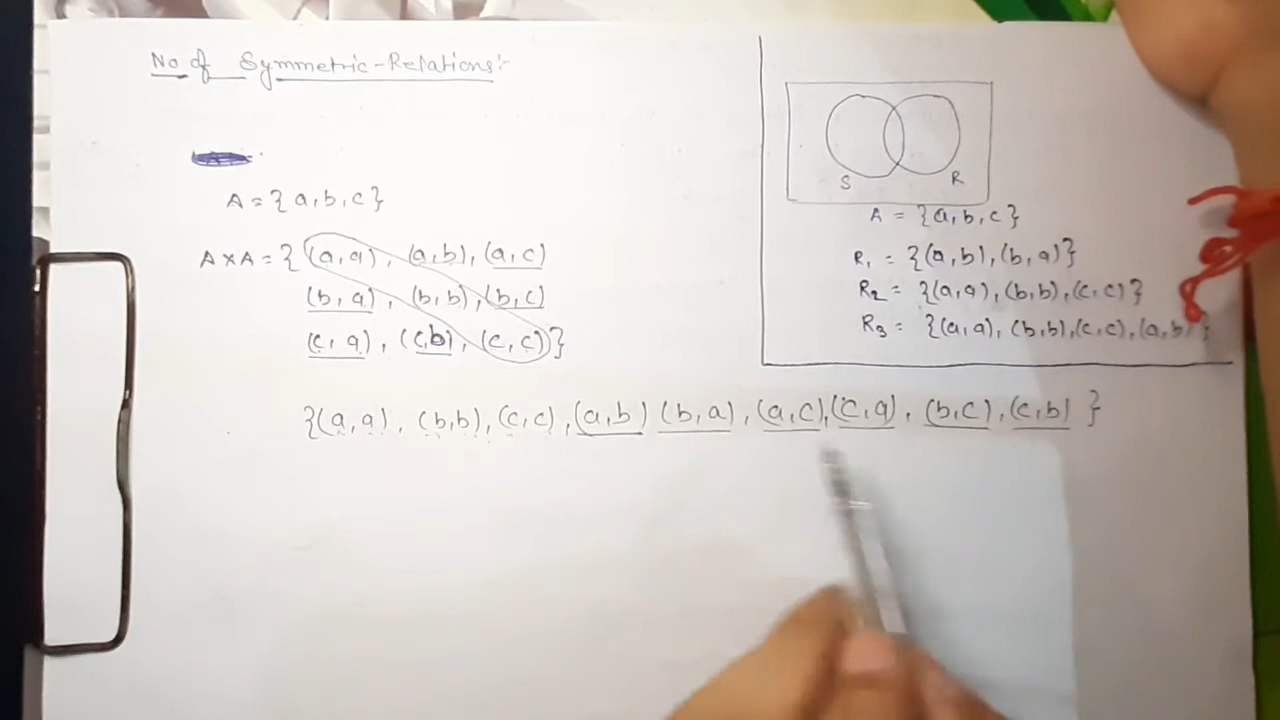 No of Symmetric-Relations:-
A = {a, b, c}
A × A = { (a, a), (a, b), (a, c)
(b, a), (b, b), (b, c)
(c, a), (c, b), (c, c) }
{(a, a), (b, b), (c, c), (a, b) (b, a), (a, c), (c, a), (b, c), (c, b) }
S R
A = {a, b, c}
R₁ = {(a, b), (b, a)}
R₂ = {(a, a), (b, b), (c, c)}
R₃ = {(a, a), (b, b), (c, c), (a, b)}